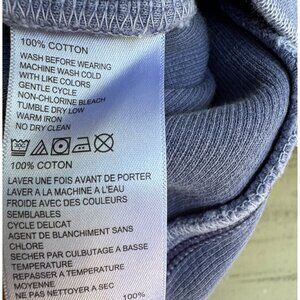 100% COTTON
WASH BEFORE WEARING
MACHINE WASH COLD
WITH LIKE COLORS
GENTLE CYCLE
NON-CHLORINE BLEACH
TUMBLE DRY LOW
WARM IRON
NO DRY CLEAN
100% COTON
LAVER UNE FOIS AVANT DE PORTER
LAVER A LA MACHINE A L'EAU
FROIDE AVEC DES COULEURS
SEMBLABLES
CYCLE DELICAT
AGENT DE BLANCHIMENT SANS
CHLORE
SECHER PAR CULBUTAGE A BASSE
TEMPERATURE
REPASSER A TEMPERATURE
MOYENNE
NE PAS NETTOYER A SEC
100%